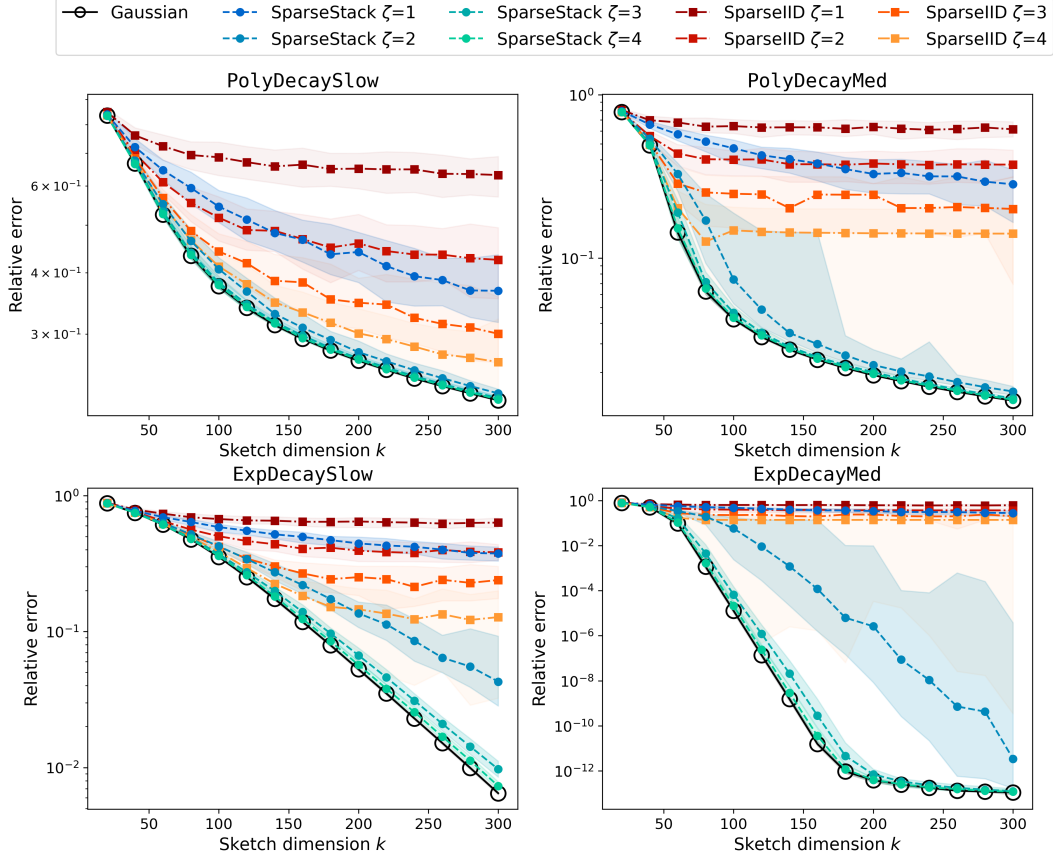 Gaussian SparseStack ζ=1 SparseStack ζ=3 SparseIID ζ=1 SparseIID ζ=3
SparseStack ζ=2 SparseStack ζ=4 SparseIID ζ=2 SparseIID ζ=4
PolyDecaySlow
Relative error
6 × 10⁻¹
4 × 10⁻¹
3 × 10⁻¹
50 100 150 200 250 300
Sketch dimension k
PolyDecayMed
Relative error
10⁰
10⁻¹
50 100 150 200 250 300
Sketch dimension k
ExpDecaySlow
Relative error
10⁰
10⁻¹
10⁻²
50 100 150 200 250 300
Sketch dimension k
ExpDecayMed
Relative error
10⁰
10⁻²
10⁻⁴
10⁻⁶
10⁻⁸
10⁻¹⁰
10⁻¹²
50 100 150 200 250 300
Sketch dimension k